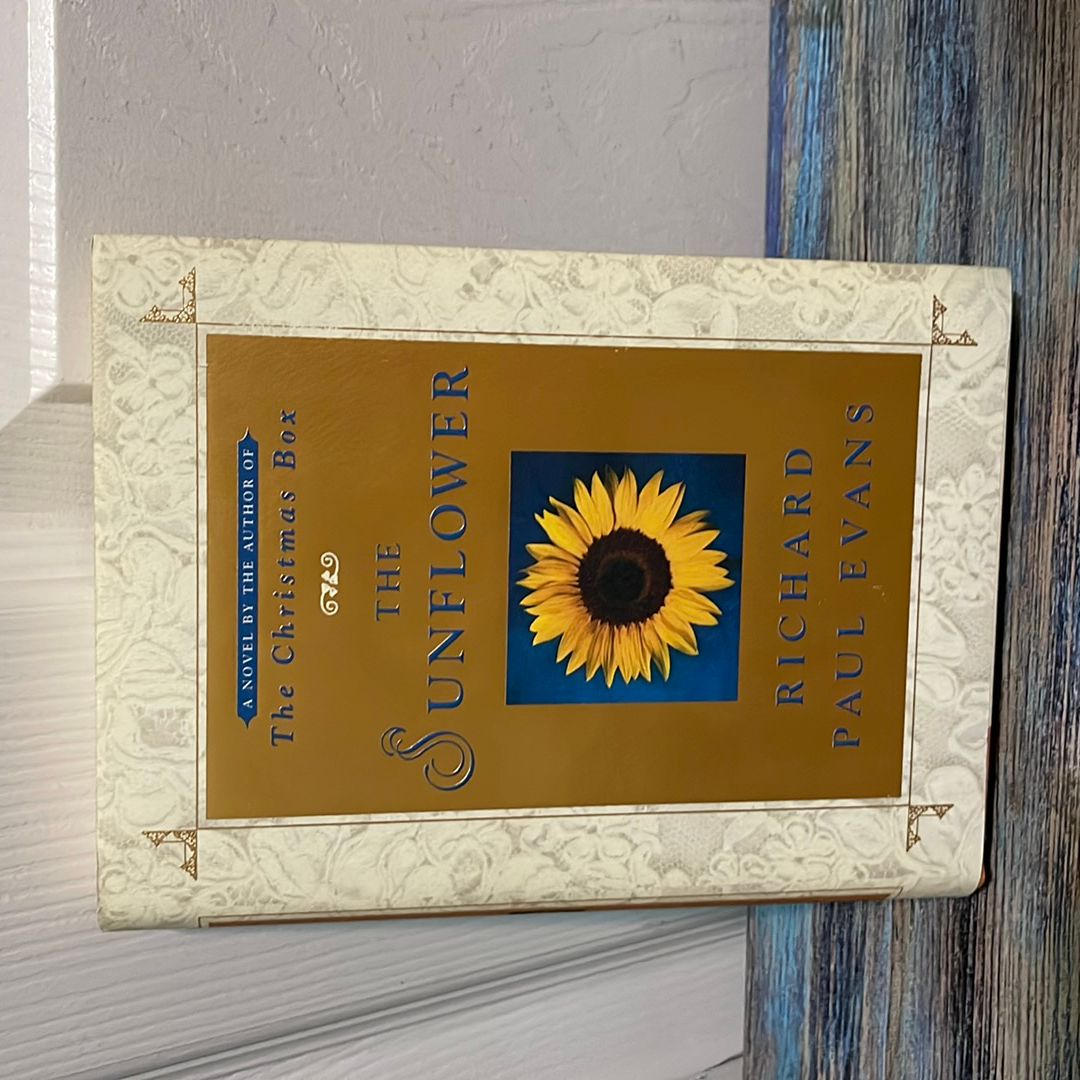 A NOVEL BY THE AUTHOR OF
The Christmas Box
THE
SUNFLOWER
RICHARD
PAUL EVANS